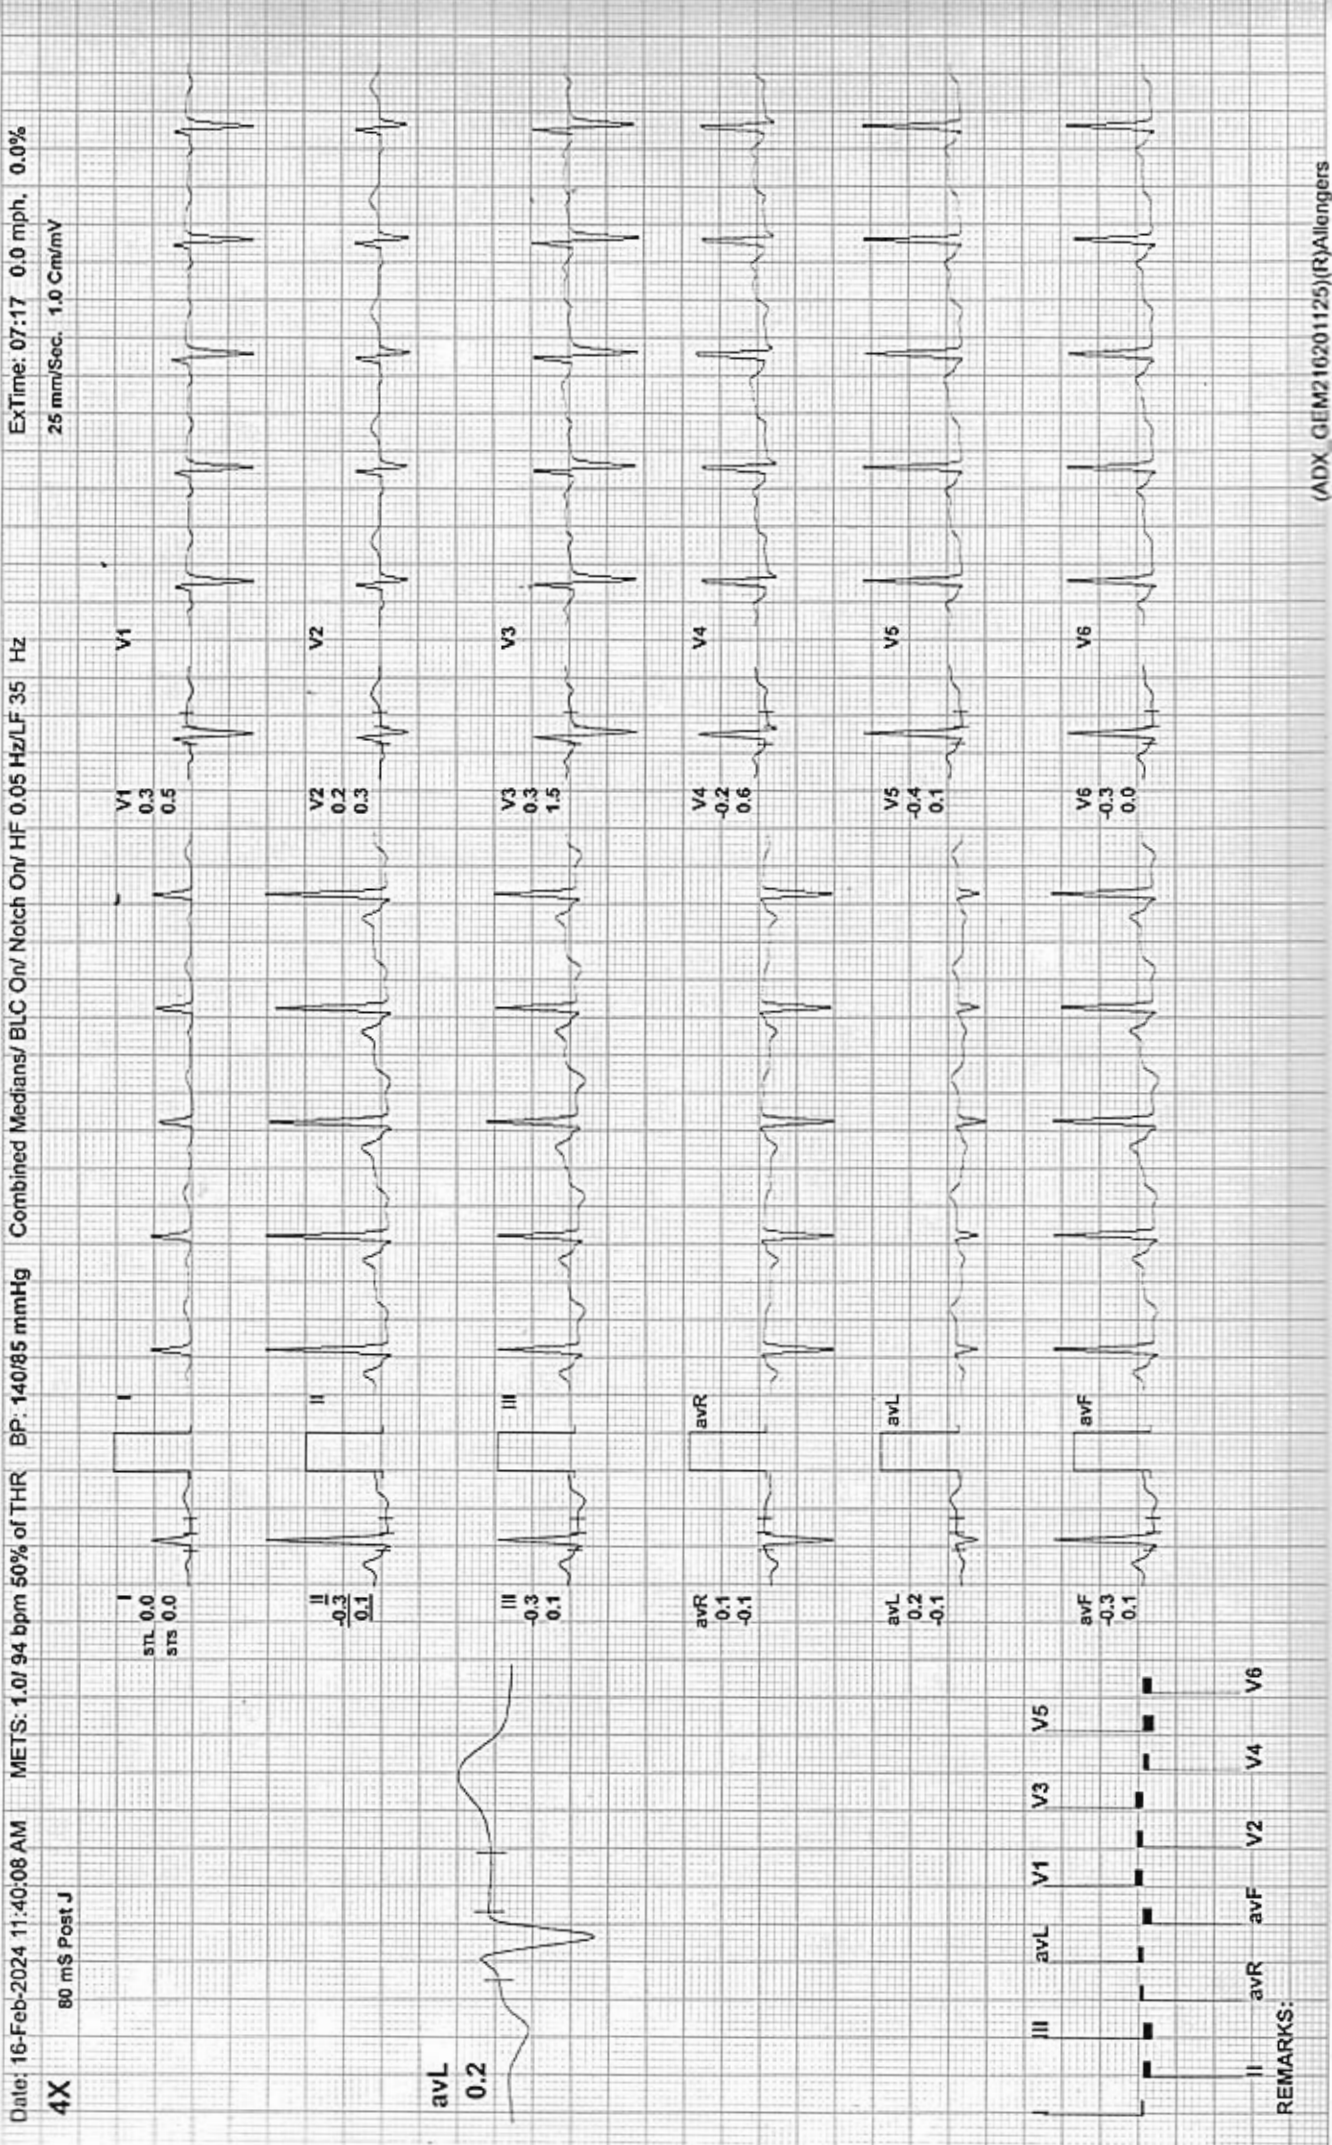 Date: 16-Feb-2024 11:40:08 AM METS: 1.0/ 94 bpm 50% of THR BP: 140/85 mmHg Combined Medians/ BLC On/ Notch On/ HF 0.05 Hz/LF 35 Hz ExTime: 07:17 0.0 mph, 0.0%
4X 80 mS Post J 25 mm/Sec. 1.0 Cm/mV
I I V1 V1
STL 0.0 0.3
STS 0.0 0.5
II II V2 V2
-0.3 0.2
0.1 0.3
avL
0.2
III III V3 V3
-0.3 0.3
0.1 1.5
avR avR V4 V4
0.1 -0.2
-0.1 0.6
avL avL V5 V5
0.2 -0.4
-0.1 0.1
avF avF V6 V6
-0.3 -0.3
0.1 0.0
I III avL V1 V3 V5
II avR avF V2 V4 V6
REMARKS:
(ADX_GEM216201125)(R)Allengers